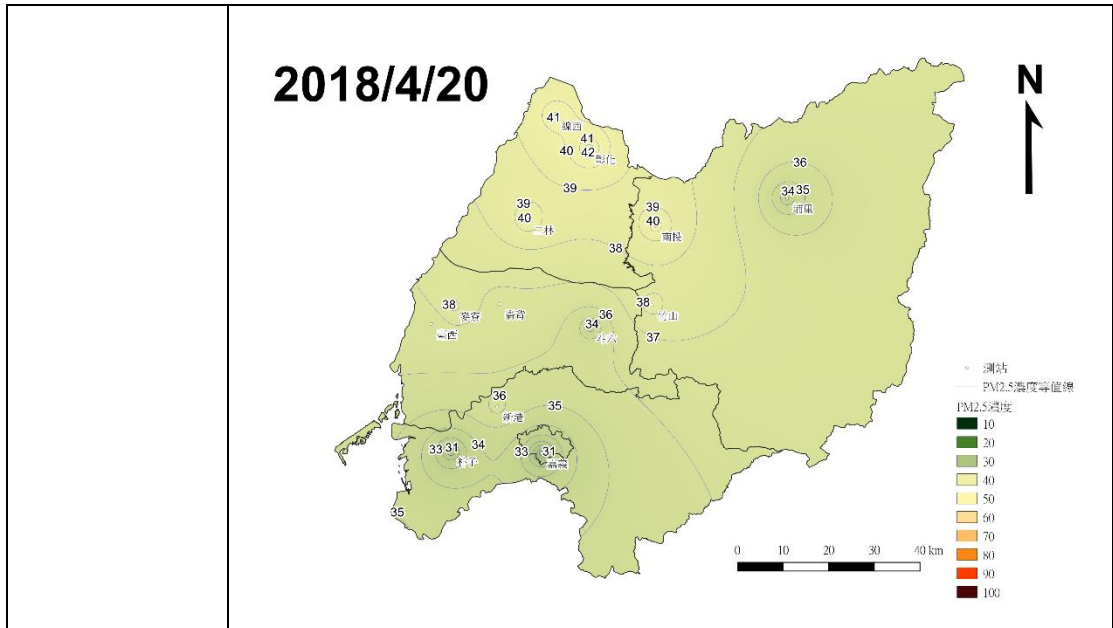 2018/4/20
N
41
線西
41
40
42
彰化
36
39
34
35
埔里
39
40
二林
39
40
南投
38
38
麥寮
崙背
臺西
36
34
斗六
38
竹山
37
36
新港
35
33
31
34
朴子
33
31
嘉義
35
測站
PM2.5濃度等值線
PM2.5濃度
10
20
30
40
50
60
70
80
90
100
0 10 20 30 40 km